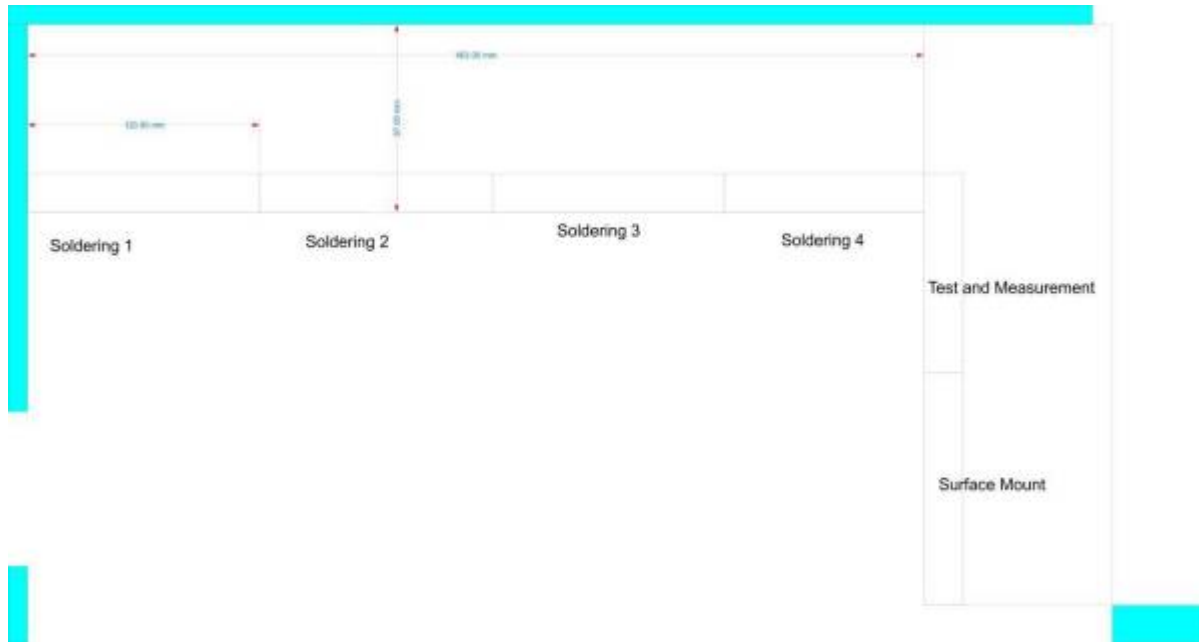 Soldering 1
Soldering 2
Soldering 3
Soldering 4
Test and Measurement
Surface Mount